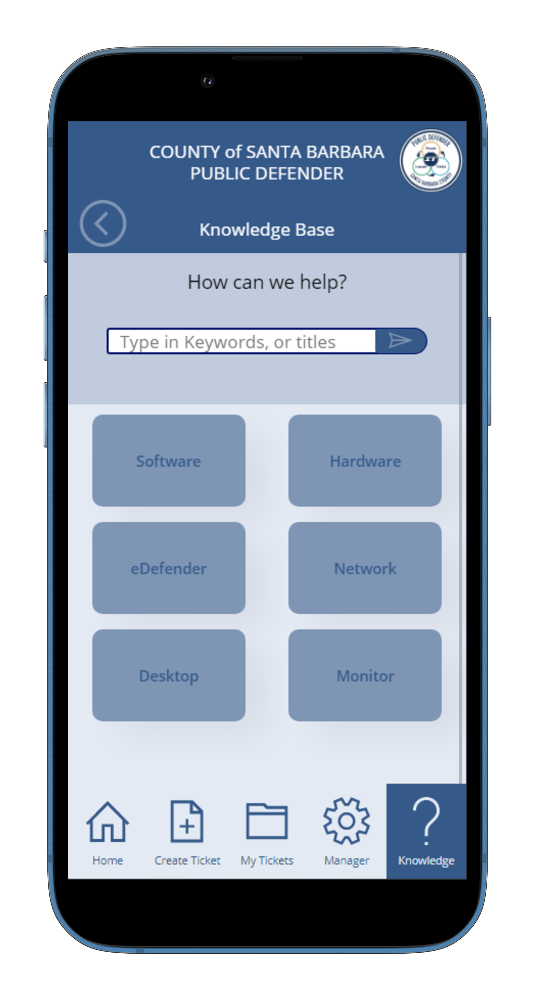 COUNTY of SANTA BARBARA
PUBLIC DEFENDER
PUBLIC DEFENDER
IT
SANTA BARBARA COUNTY
Knowledge Base
How can we help?
Type in Keywords, or titles
Software
Hardware
eDefender
Network
Desktop
Monitor
Home
Create Ticket
My Tickets
Manager
Knowledge